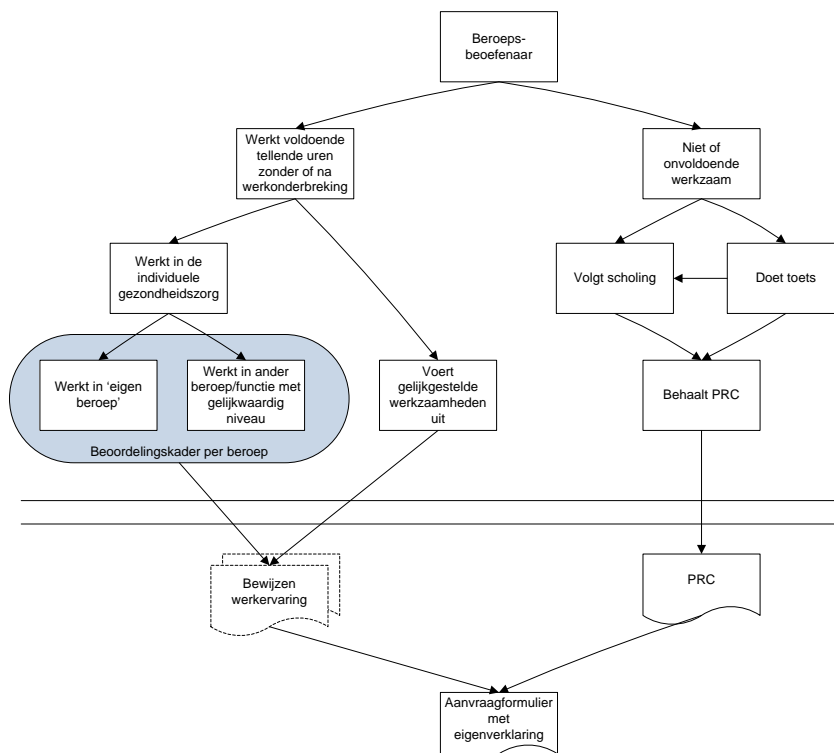 Beroeps-
beoefenaar
Werkt voldoende
tellende uren
zonder of na
werkonderbreking
Niet of
onvoldoende
werkzaam
Werkt in de
individuele
gezondheidszorg
Volgt scholing
Doet toets
Werkt in ‘eigen
beroep’
Werkt in ander
beroep/functie met
gelijkwaardig
niveau
Voert
gelijkgestelde
werkzaamheden
uit
Behaalt PRC
Beoordelingskader per beroep
Bewijzen
werkervaring
PRC
Aanvraagformulier
met
eigenverklaring